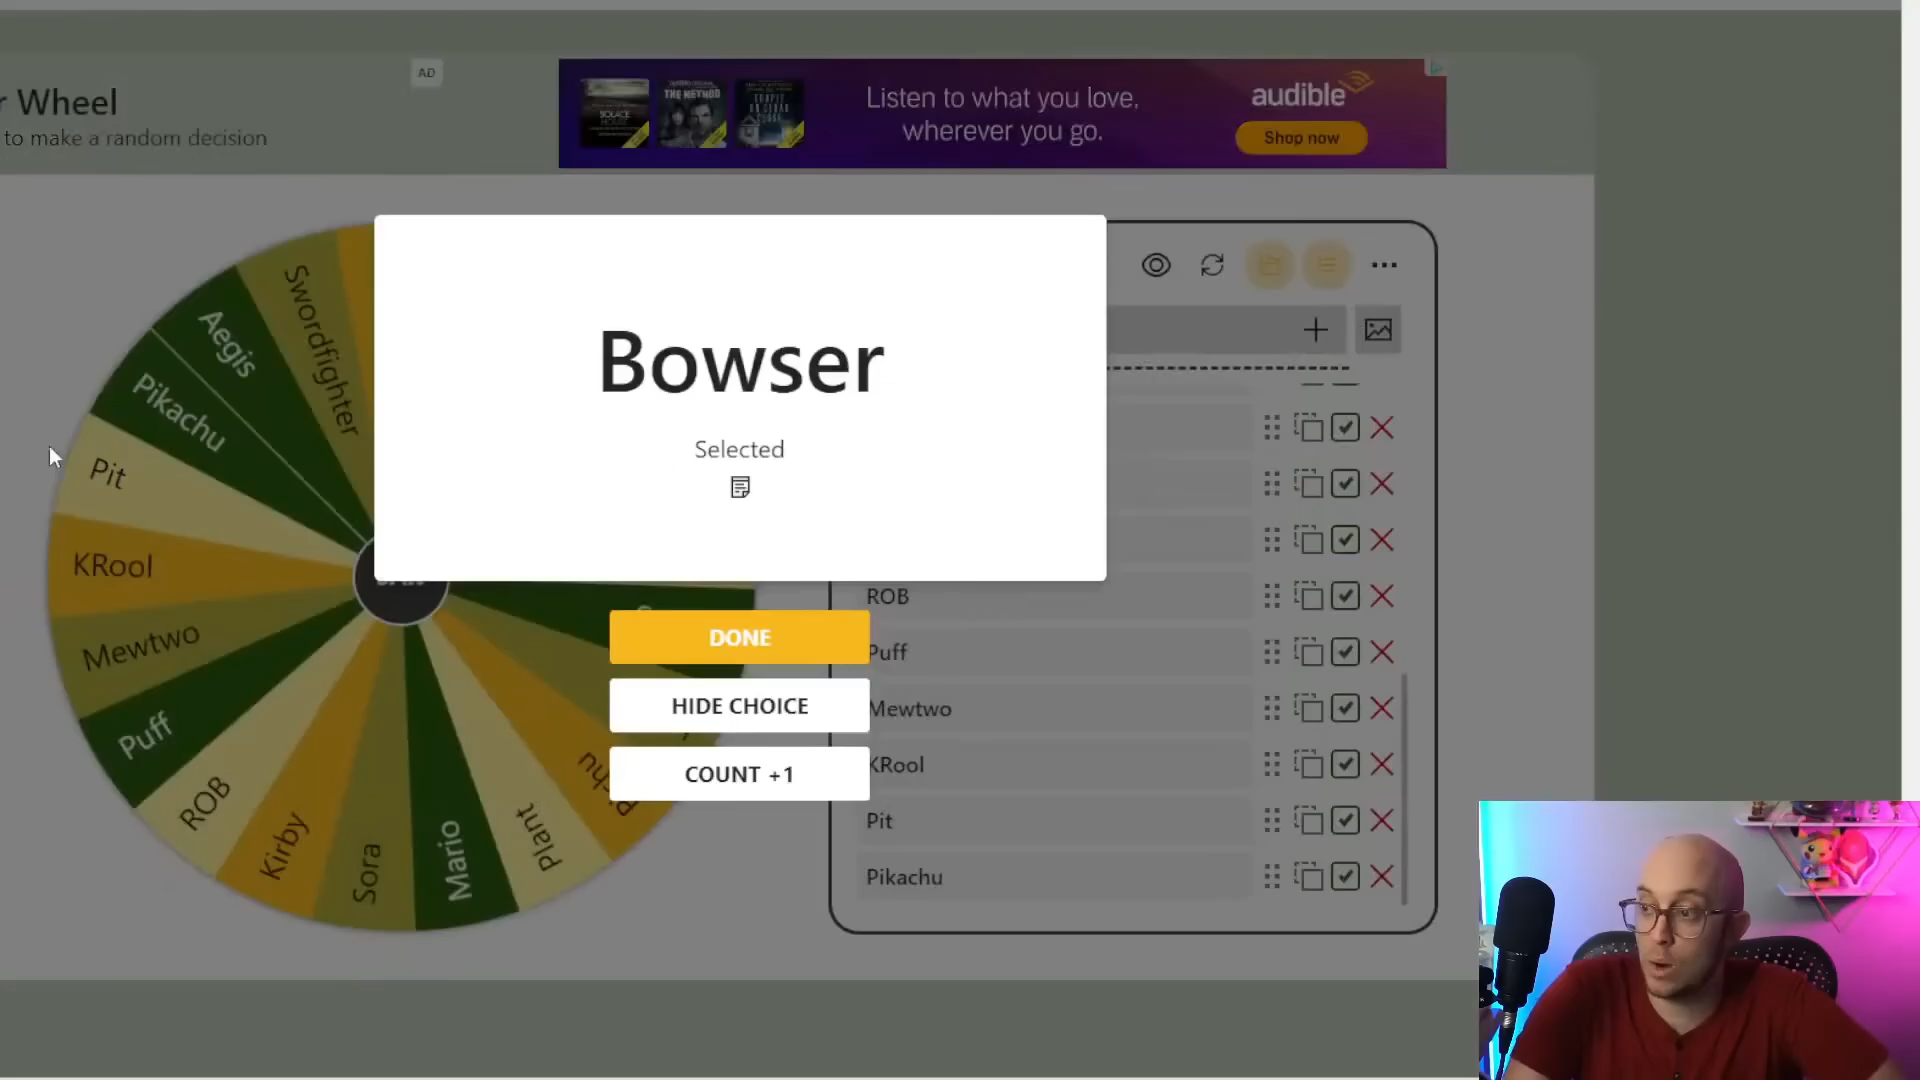 r Wheel
to make a random decision
AD
THE METHOD
Listen to what you love,
wherever you go.
audible
Shop now
Swordfighter
Aegis
Pikachu
Pit
KRool
Mewtwo
Puff
ROB
Kirby
Sora
Mario
Plant
Bowser
Selected
DONE
HIDE CHOICE
COUNT +1
ROB
Puff
Mewtwo
KRool
Pit
Pikachu